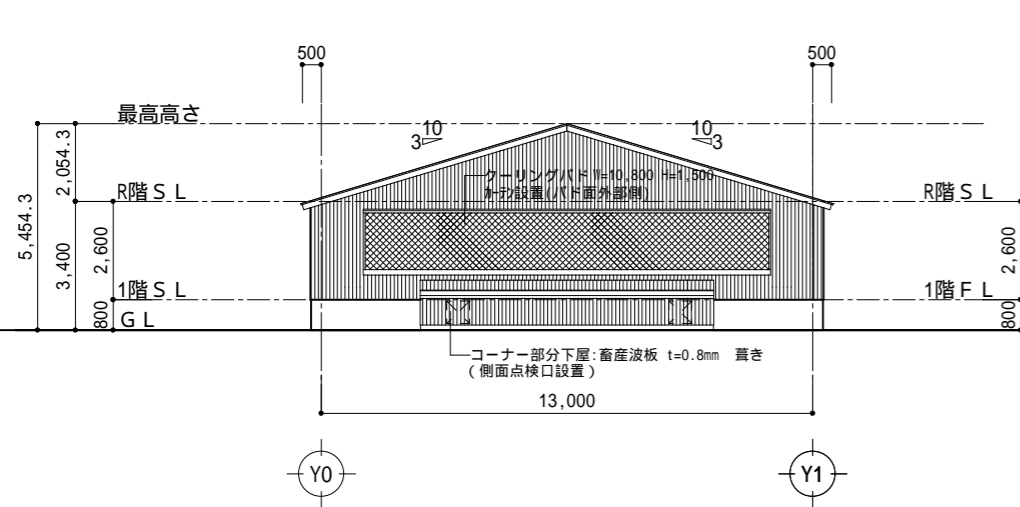 500
500
最高高さ
10
3
10
3
2,054.3
クーリングパド W=10,800 H=1,500
ｶｰﾃﾝ設置(パド面外部側)
R階ＳＬ
R階ＳＬ
5,454.3
3,400
2,600
2,600
1階ＳＬ
1階ＦＬ
800
ＧＬ
800
コーナー部分下屋:畜産波板 t=0.8mm 葺き
(側面点検口設置)
13,000
Y0
Y1